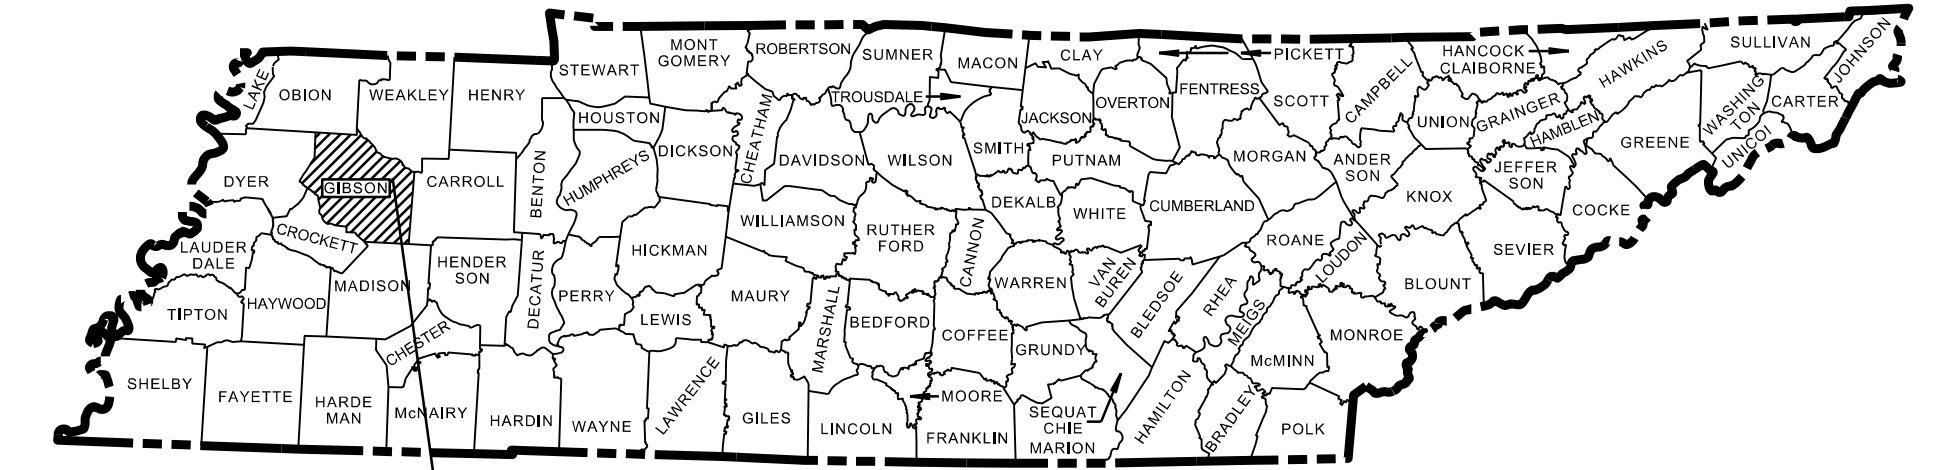 LAKE
OBION
WEAKLEY
HENRY
STEWART
MONT
GOMERY
ROBERTSON
SUMNER
MACON
CLAY
PICKETT
HANCOCK
CLAIBORNE
HAWKINS
SULLIVAN
JOHNSON
TROUSDALE
HOUSTON
CHEATHAM
JACKSON
OVERTON
FENTRESS
SCOTT
CAMPBELL
UNION
GRAINGER
HAMBLEN
WASHING
TON
CARTER
UNICOI
GREENE
DYER
GIBSON
CARROLL
BENTON
HUMPHREYS
DICKSON
DAVIDSON
WILSON
SMITH
PUTNAM
MORGAN
ANDER
SON
KNOX
JEFFER
SON
COCKE
LAUDER
DALE
CROCKETT
WILLIAMSON
RUTHER
FORD
CANNON
DEKALB
WHITE
CUMBERLAND
ROANE
LOUDON
SEVIER
BLOUNT
TIPTON
HAYWOOD
MADISON
HENDER
SON
DECATUR
PERRY
HICKMAN
LEWIS
MAURY
MARSHALL
BEDFORD
WARREN
VAN
BUREN
BLEDSOE
RHEA
MEIGS
MONROE
COFFEE
GRUNDY
McMINN
SHELBY
FAYETTE
HARDE
MAN
CHESTER
McNAIRY
HARDIN
WAYNE
LAWRENCE
GILES
LINCOLN
MOORE
FRANKLIN
SEQUAT
CHIE
MARION
HAMILTON
BRADLEY
POLK